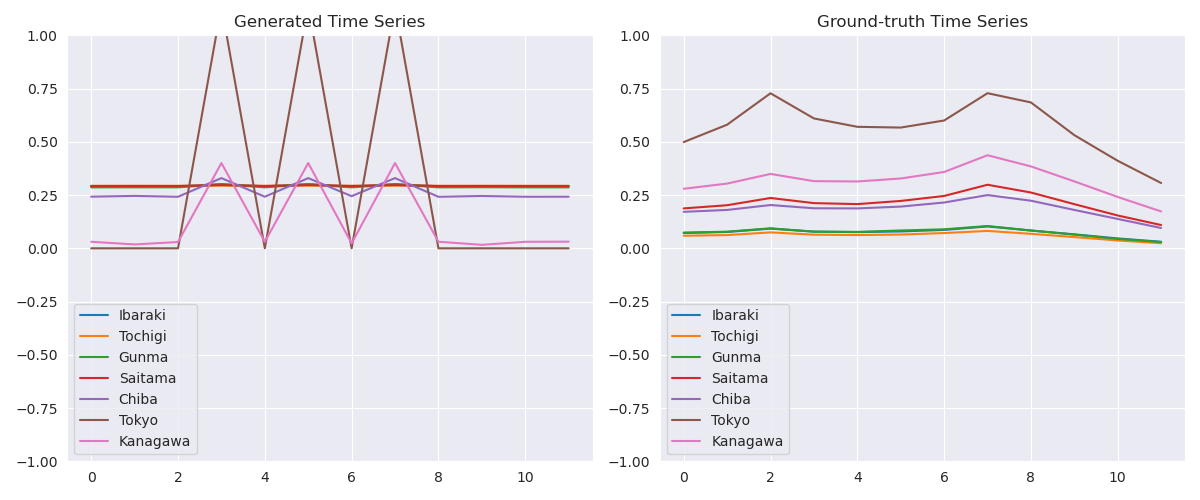 Generated Time Series
1.00
0.75
0.50
0.25
0.00
−0.25
−0.50
−0.75
−1.00
0 2 4 6 8 10
Ibaraki
Tochigi
Gunma
Saitama
Chiba
Tokyo
Kanagawa
Ground-truth Time Series
1.00
0.75
0.50
0.25
0.00
−0.25
−0.50
−0.75
−1.00
0 2 4 6 8 10
Ibaraki
Tochigi
Gunma
Saitama
Chiba
Tokyo
Kanagawa